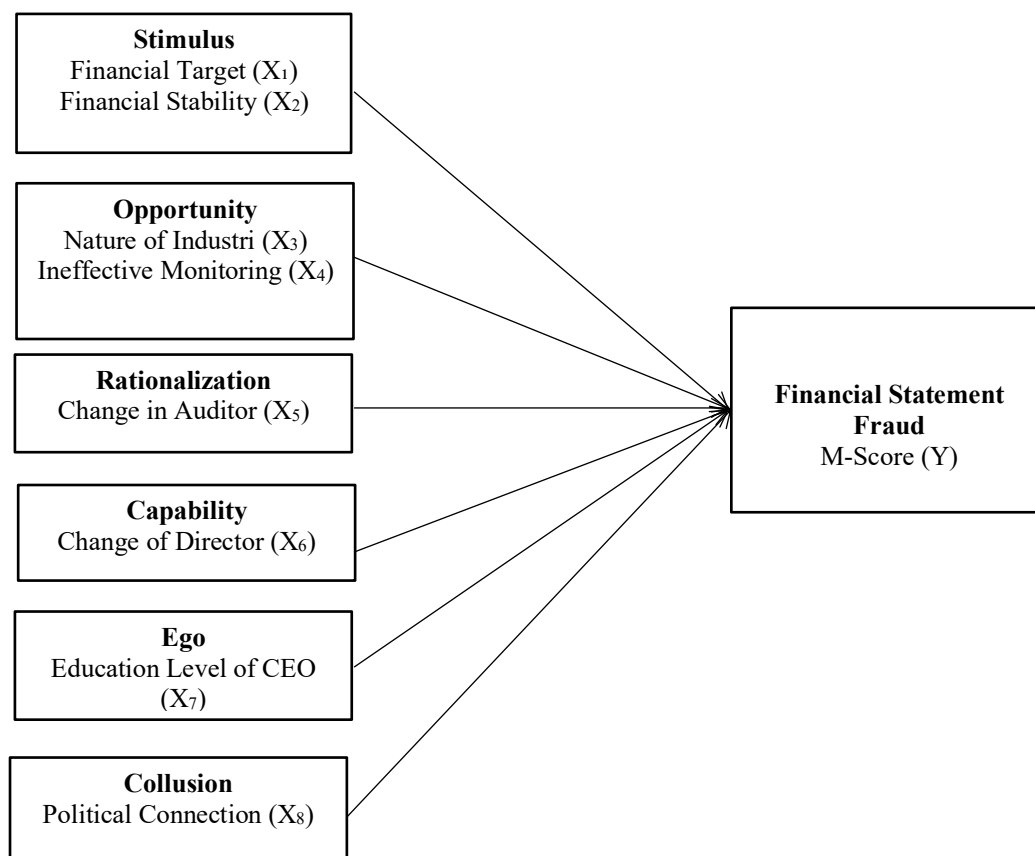 Stimulus
Financial Target (X₁)
Financial Stability (X₂)
Opportunity
Nature of Industri (X₃)
Ineffective Monitoring (X₄)
Rationalization
Change in Auditor (X₅)
Capability
Change of Director (X₆)
Ego
Education Level of CEO
(X₇)
Collusion
Political Connection (X₈)
Financial Statement
Fraud
M-Score (Y)